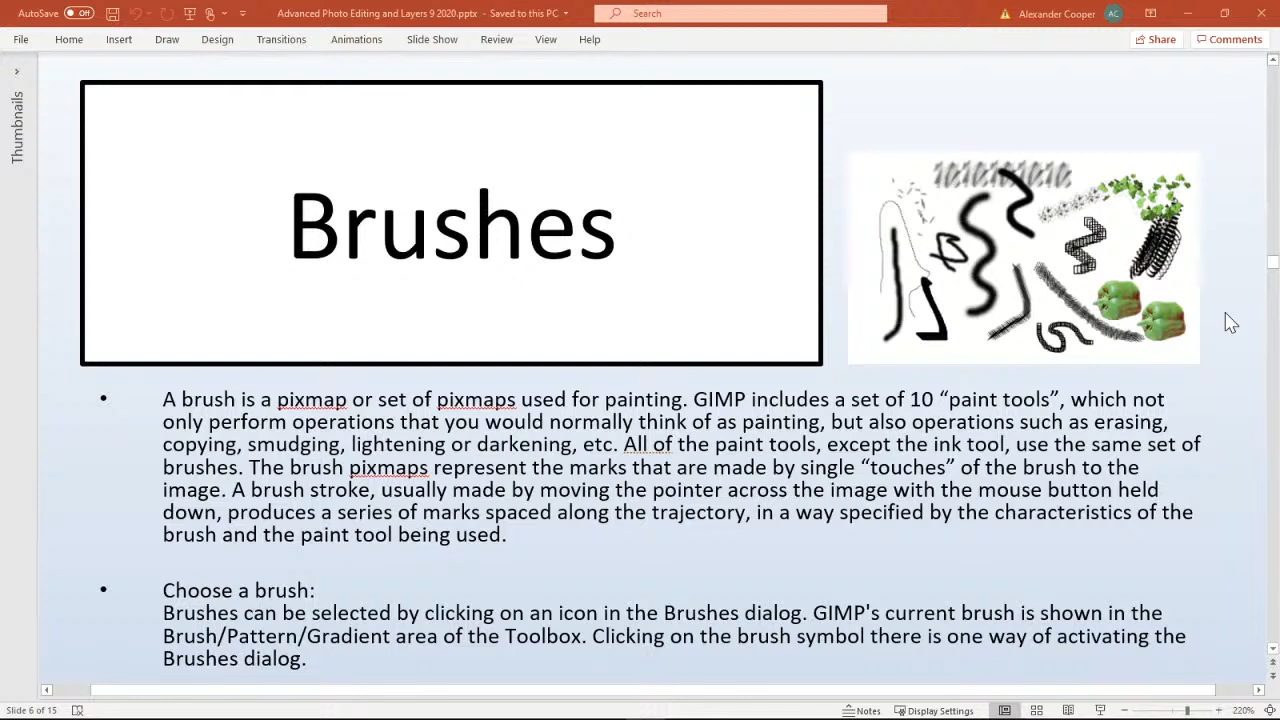 AutoSave Off Advanced Photo Editing and Layers 9 2020.pptx - Saved to this PC Search Alexander Cooper AC
File Home Insert Draw Design Transitions Animations Slide Show Review View Help Share Comments
Thumbnails
Brushes
• A brush is a pixmap or set of pixmaps used for painting. GIMP includes a set of 10 “paint tools”, which not
only perform operations that you would normally think of as painting, but also operations such as erasing,
copying, smudging, lightening or darkening, etc. All of the paint tools, except the ink tool, use the same set of
brushes. The brush pixmaps represent the marks that are made by single “touches” of the brush to the
image. A brush stroke, usually made by moving the pointer across the image with the mouse button held
down, produces a series of marks spaced along the trajectory, in a way specified by the characteristics of the
brush and the paint tool being used.
• Choose a brush:
Brushes can be selected by clicking on an icon in the Brushes dialog. GIMP's current brush is shown in the
Brush/Pattern/Gradient area of the Toolbox. Clicking on the brush symbol there is one way of activating the
Brushes dialog.
Slide 6 of 15 Notes Display Settings 220%